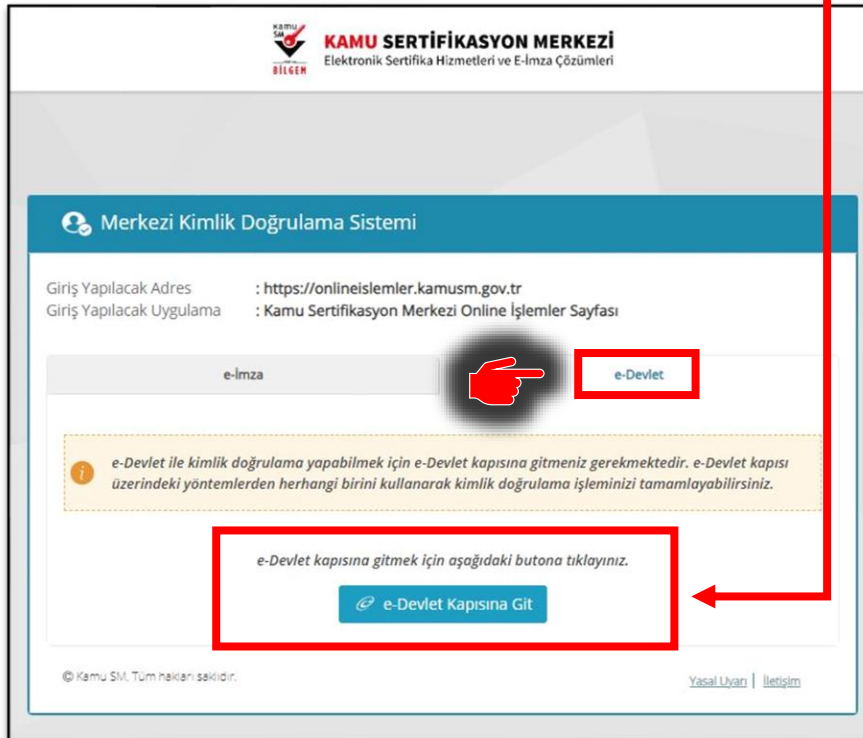 Kamu
SM
BİLGEM
KAMU SERTİFİKASYON MERKEZİ
Elektronik Sertifika Hizmetleri ve E-İmza Çözümleri
Merkezi Kimlik Doğrulama Sistemi
Giriş Yapılacak Adres : https://onlineislemler.kamusm.gov.tr
Giriş Yapılacak Uygulama : Kamu Sertifikasyon Merkezi Online İşlemler Sayfası
e-İmza e-Devlet
e-Devlet ile kimlik doğrulama yapabilmek için e-Devlet kapısına gitmeniz gerekmektedir. e-Devlet kapısı
üzerindeki yöntemlerden herhangi birini kullanarak kimlik doğrulama işleminizi tamamlayabilirsiniz.
e-Devlet kapısına gitmek için aşağıdaki butona tıklayınız.
e-Devlet Kapısına Git
© Kamu SM. Tüm hakları saklıdır. Yasal Uyarı | İletişim